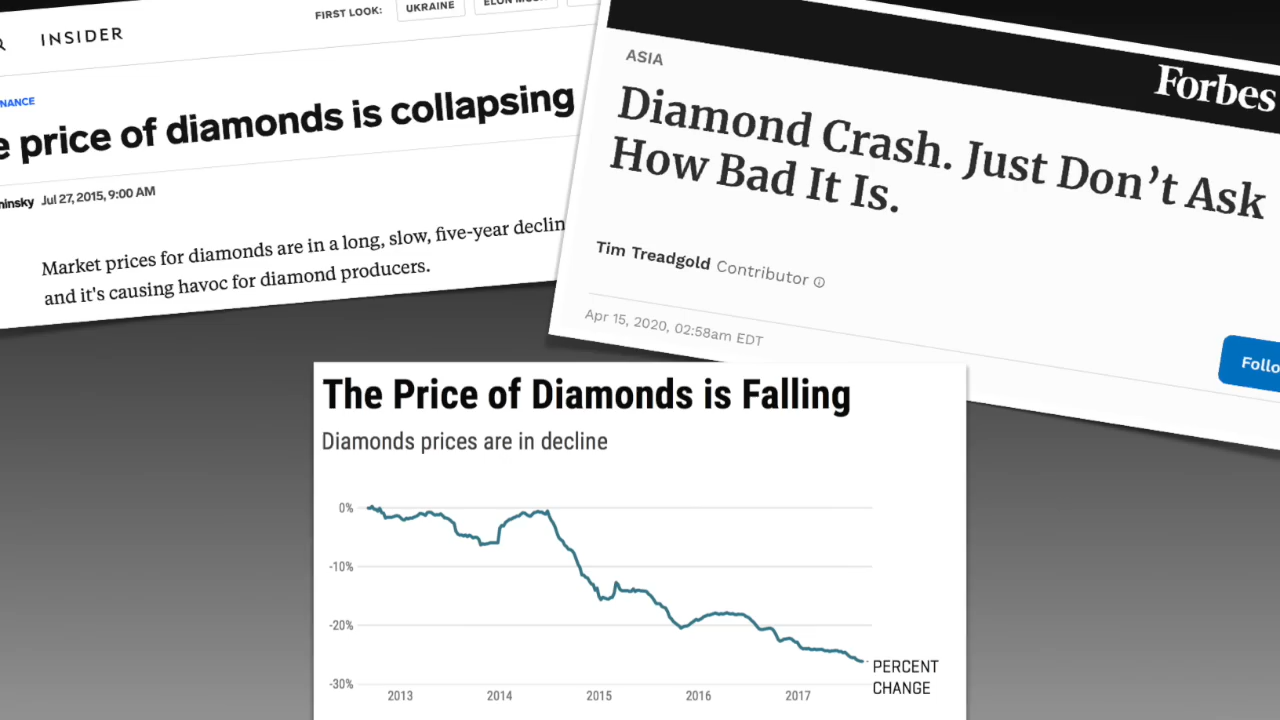 INSIDER
FIRST LOOK:
UKRAINE
NANCE
price of diamonds is collapsing
Jul 27, 2015, 9:00 AM
Market prices for diamonds are in a long, slow, five-year
and it's causing havoc for diamond producers.
Forbes
ASIA
Diamond Crash. Just Don't Ask
How Bad It Is.
Tim Treadgold Contributor
Apr 15, 2020, 02:58am EDT
The Price of Diamonds is Falling
Diamonds prices are in decline
0%
-10%
-20%
-30%
2013 2014 2015 2016 2017
PERCENT
CHANGE